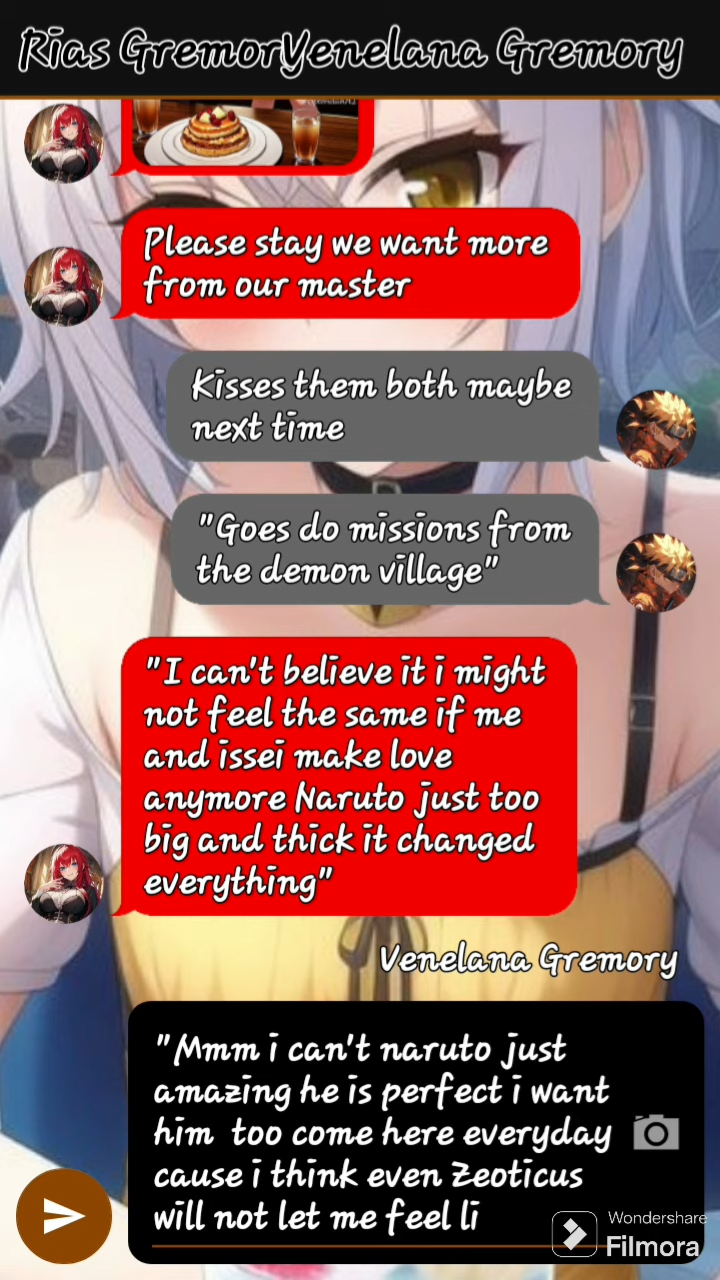 Rias GremorVenelana Gremory
Please stay we want more
from our master
Kisses them both maybe
next time
"Goes do missions from
the demon village"
"I can't believe it i might
not feel the same if me
and issei make love
anymore Naruto just too
big and thick it changed
everything"
Venelana Gremory
"Mmm i can't naruto just
amazing he is perfect i want
him too come here everyday
cause i think even Zeoticus
will not let me feel li
Wondershare
Filmora